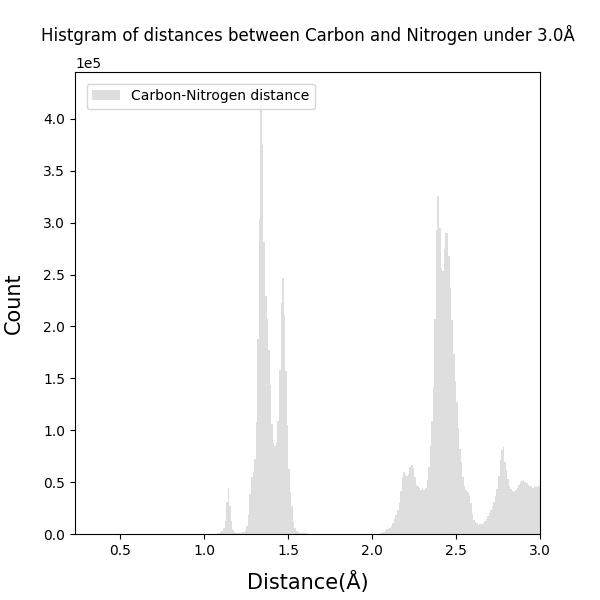 Histgram of distances between Carbon and Nitrogen under 3.0Å
1e5
Carbon-Nitrogen distance
4.0
3.5
3.0
2.5
2.0
1.5
1.0
0.5
0.0
Count
0.5 1.0 1.5 2.0 2.5 3.0
Distance(Å)